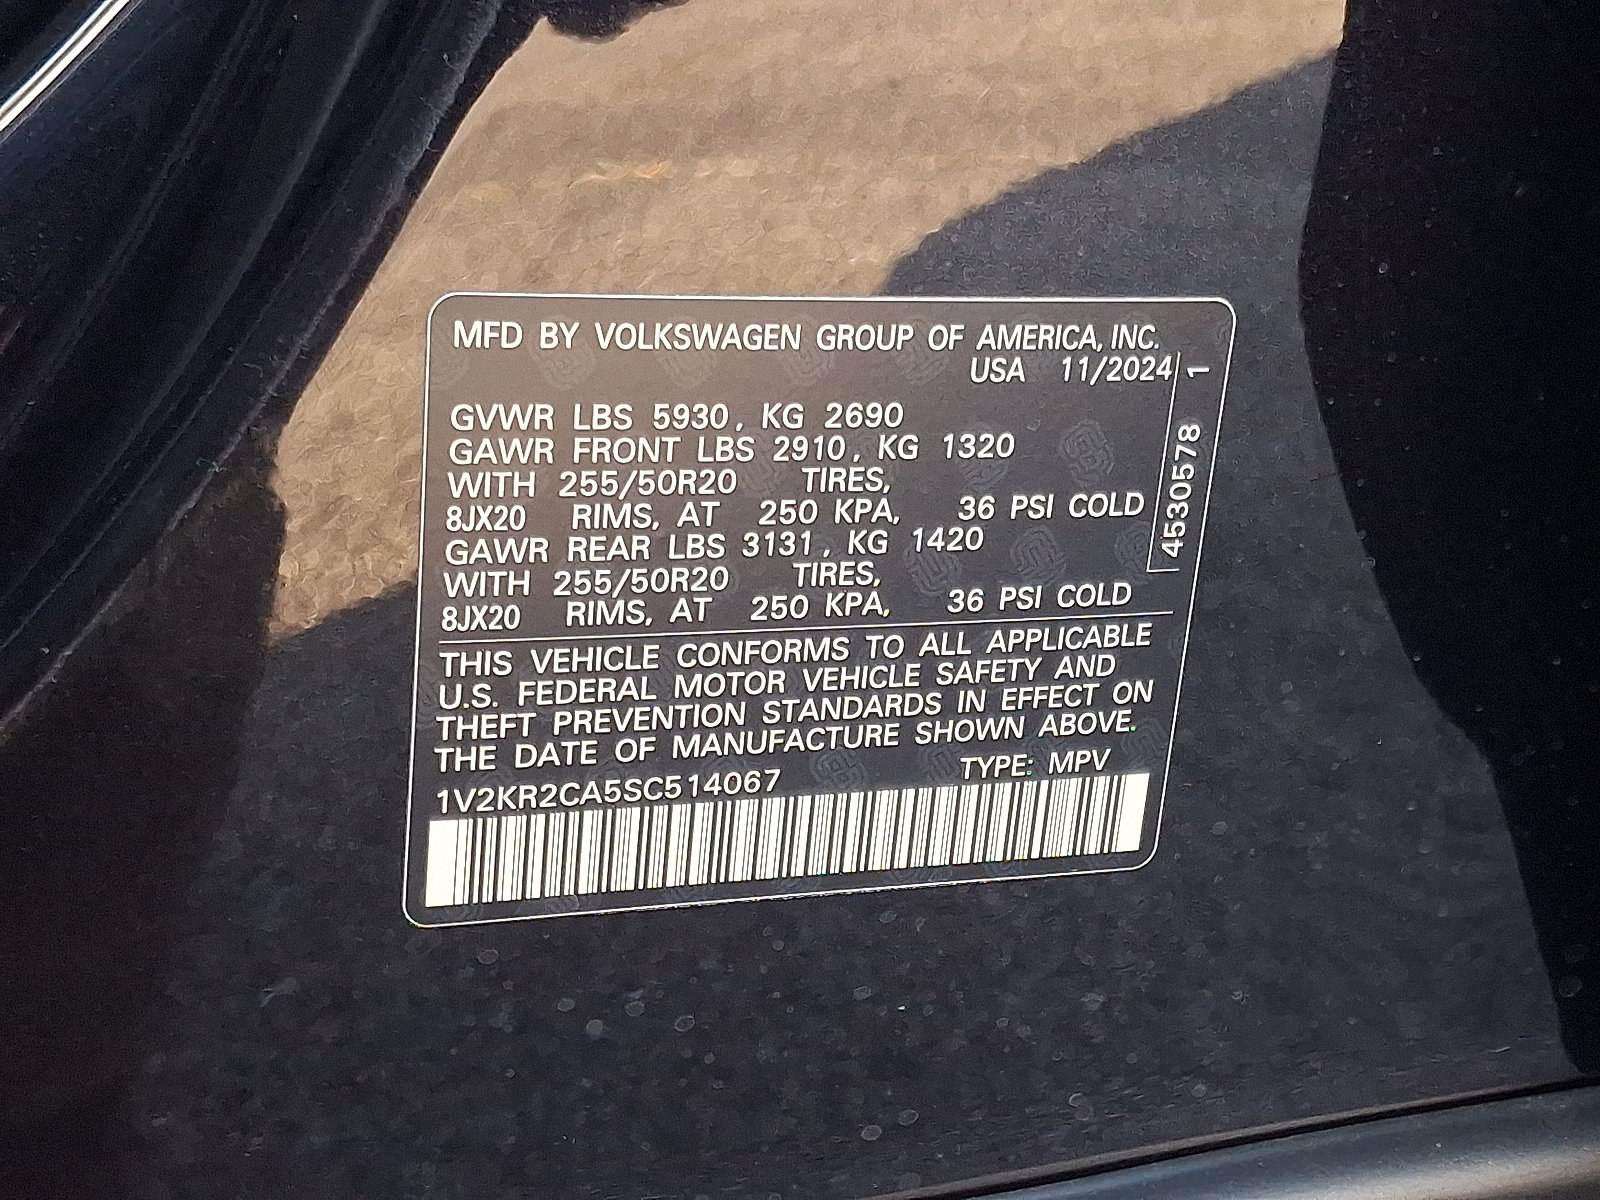 MFD BY VOLKSWAGEN GROUP OF AMERICA, INC.
USA 11/2024
GVWR LBS 5930, KG 2690
GAWR FRONT LBS 2910, KG 1320
WITH 255/50R20 TIRES,
8JX20 RIMS, AT 250 KPA, 36 PSI COLD
GAWR REAR LBS 3131, KG 1420
WITH 255/50R20 TIRES,
8JX20 RIMS, AT 250 KPA, 36 PSI COLD
THIS VEHICLE CONFORMS TO ALL APPLICABLE
U.S. FEDERAL MOTOR VEHICLE SAFETY AND
THEFT PREVENTION STANDARDS IN EFFECT ON
THE DATE OF MANUFACTURE SHOWN ABOVE.
1V2KR2CA5SC514067 TYPE: MPV
4530578 1